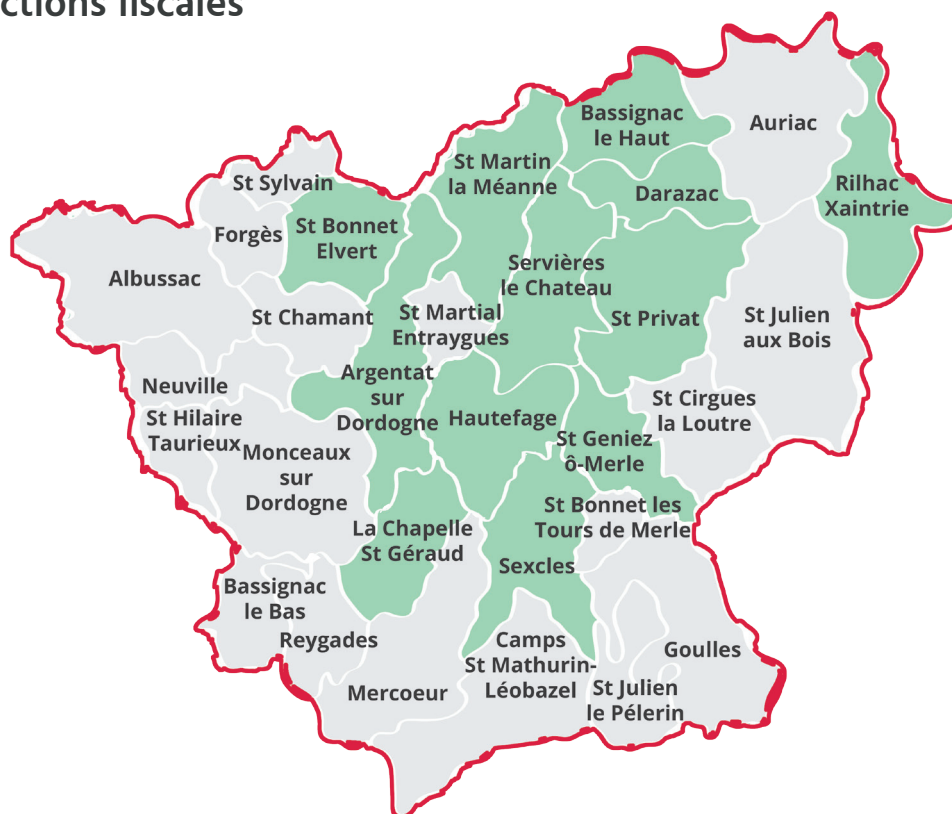 ctions fiscales
Auriac
Bassignac
le Haut
St Martin
la Méanne
Darazac
Rilhac
Xaintrie
St Sylvain
Forgès
St Bonnet
Elvert
Albussac
Servières
le Chateau
St Chamant
St Martial
Entraygues
St Privat
St Julien
aux Bois
Neuville
Argentat
sur
Dordogne
Hautefage
St Cirgues
la Loutre
St Hilaire
Taurieux
Monceaux
sur
Dordogne
St Geniez
ô-Merle
St Bonnet les
Tours de Merle
La Chapelle
St Géraud
Sexcles
Bassignac
le Bas
Reygades
Camps
St Mathurin-
Léobazel
Goulles
Mercoeur
St Julien
le Pélerin